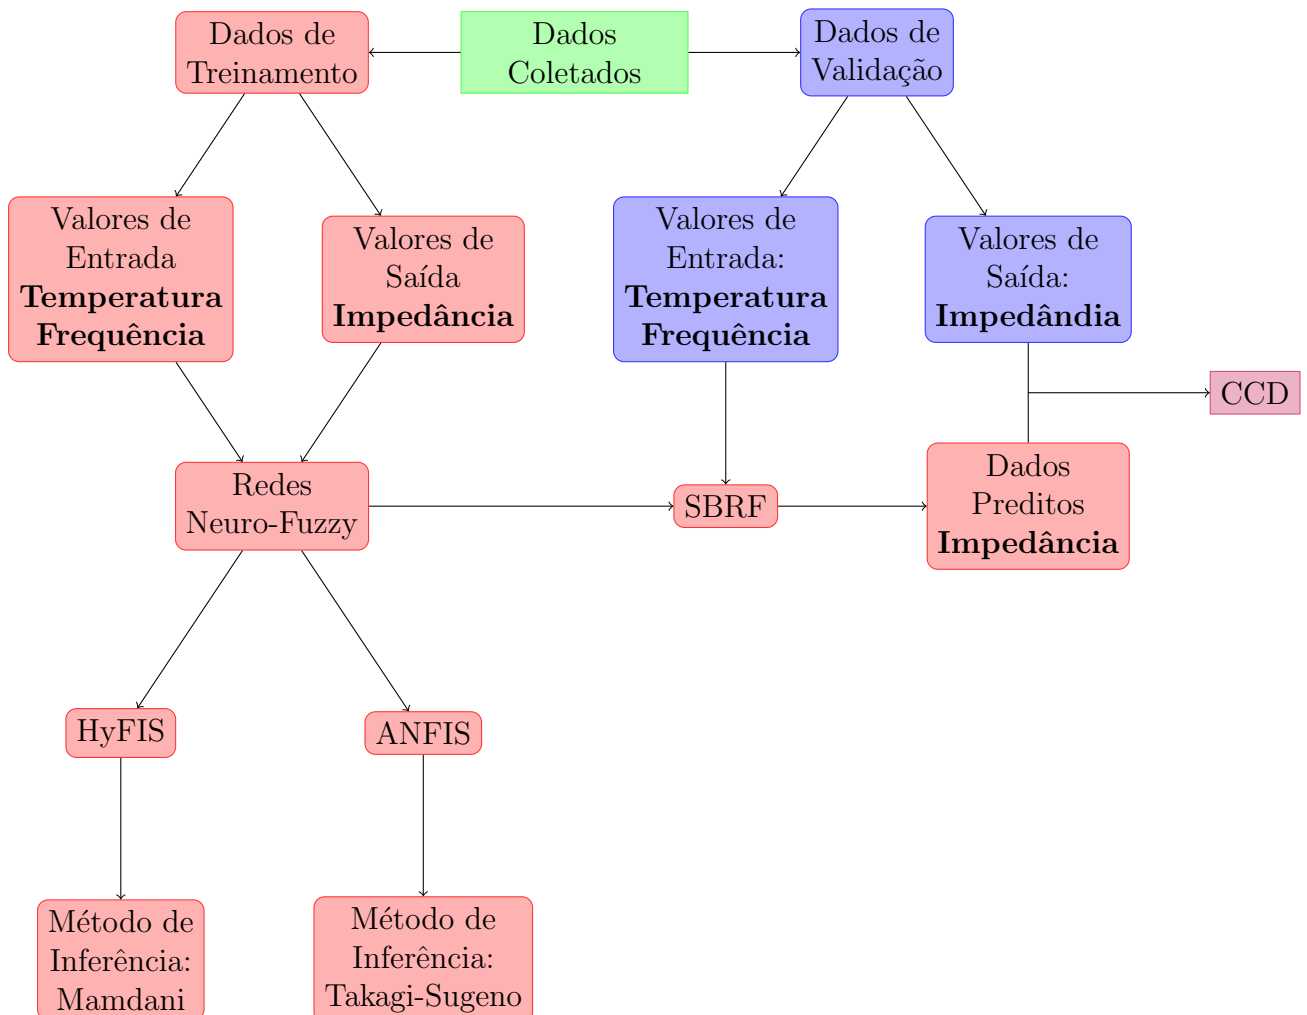 Dados de
Treinamento
Dados
Coletados
Dados de
Validação
Valores de
Entrada
Temperatura
Frequência
Valores de
Saída
Impedância
Valores de
Entrada:
Temperatura
Frequência
Valores de
Saída:
Impedândia
CCD
Redes
Neuro-Fuzzy
SBRF
Dados
Preditos
Impedância
HyFIS
ANFIS
Método de
Inferência:
Mamdani
Método de
Inferência:
Takagi-Sugeno